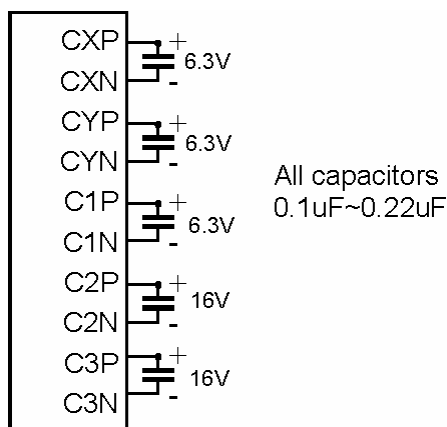 CXP
+
6.3V
CXN
-
CYP
+
6.3V
CYN
-
C1P
+
6.3V
C1N
-
All capacitors
0.1uF~0.22uF
C2P
+
16V
C2N
-
C3P
+
16V
C3N
-